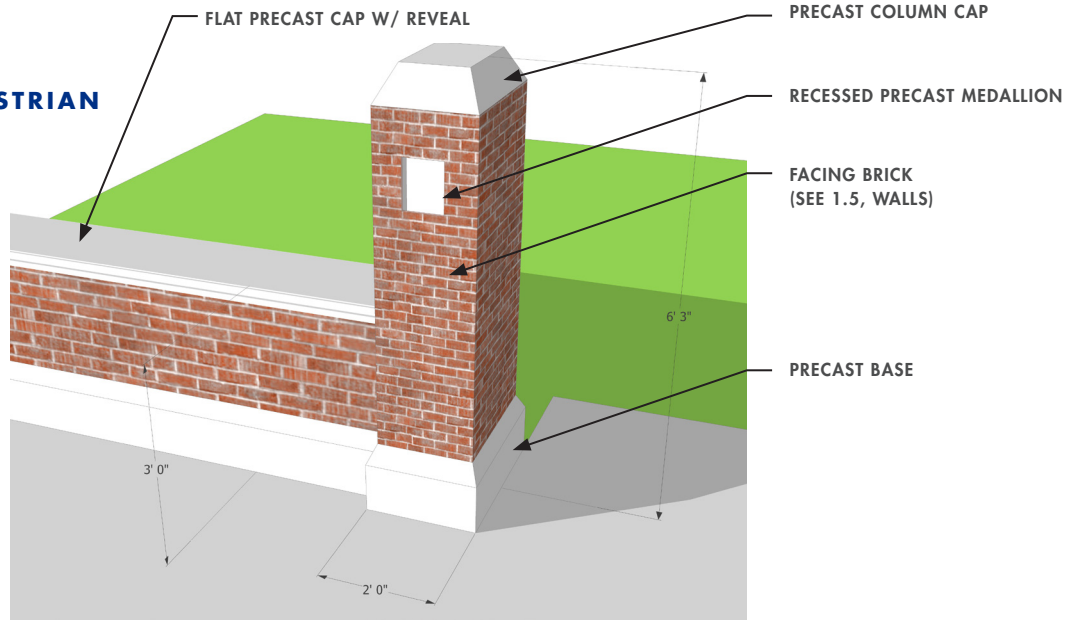 FLAT PRECAST CAP W/ REVEAL
PRECAST COLUMN CAP
STRIAN
RECESSED PRECAST MEDALLION
FACING BRICK
(SEE 1.5, WALLS)
6' 3"
PRECAST BASE
3' 0"
2' 0"